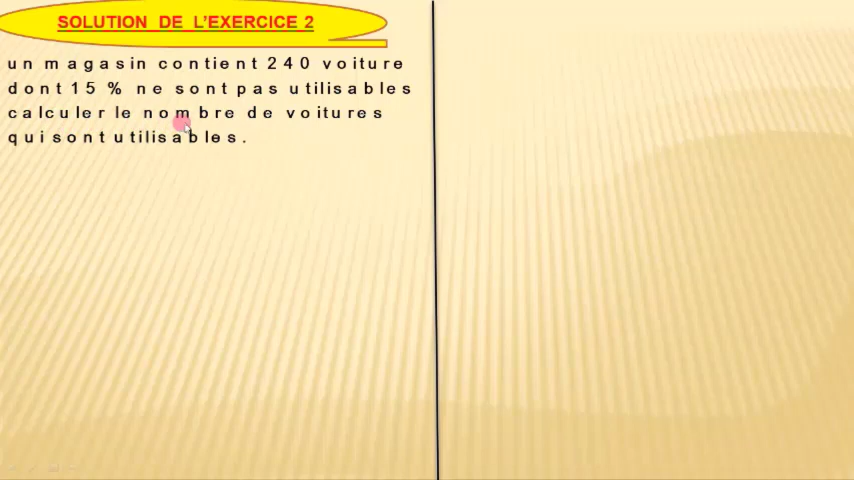 SOLUTION DE L'EXERCICE 2
un magasin contient 240 voiture
dont 15 % ne sont pas utilisables
calculer le nombre de voitures
qui sont utilisables.